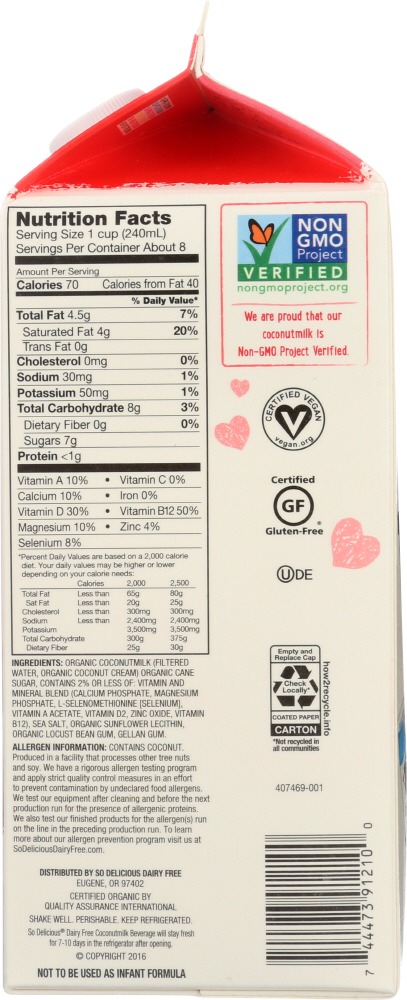 Nutrition Facts
Serving Size 1 cup (240mL)
Servings Per Container About 8
Amount Per Serving
Calories 70 Calories from Fat 40
% Daily Value*
Total Fat 4.5g 7%
Saturated Fat 4g 20%
Trans Fat 0g
Cholesterol 0mg 0%
Sodium 30mg 1%
Potassium 50mg 1%
Total Carbohydrate 8g 3%
Dietary Fiber 0g 0%
Sugars 7g
Protein <1g
Vitamin A 10% • Vitamin C 0%
Calcium 10% • Iron 0%
Vitamin D 30% • Vitamin B12 50%
Magnesium 10% • Zinc 4%
Selenium 8%
*Percent Daily Values are based on a 2,000 calorie
diet. Your daily values may be higher or lower
depending on your calorie needs:
Calories 2,000 2,500
Total Fat Less than 65g 80g
Sat Fat Less than 20g 25g
Cholesterol Less than 300mg 300mg
Sodium Less than 2,400mg 2,400mg
Potassium 3,500mg 3,500mg
Total Carbohydrate 300g 375g
Dietary Fiber 25g 30g
INGREDIENTS: ORGANIC COCONUTMILK (FILTERED
WATER, ORGANIC COCONUT CREAM) ORGANIC CANE
SUGAR, CONTAINS 2% OR LESS OF: VITAMIN AND
MINERAL BLEND (CALCIUM PHOSPHATE, MAGNESIUM
PHOSPHATE, L-SELENOMETHIONINE [SELENIUM],
VITAMIN A ACETATE, VITAMIN D2, ZINC OXIDE, VITAMIN
B12), SEA SALT, ORGANIC SUNFLOWER LECITHIN,
ORGANIC LOCUST BEAN GUM, GELLAN GUM.
ALLERGEN INFORMATION: CONTAINS COCONUT.
Produced in a facility that processes other tree nuts
and soy. We have a rigorous allergen testing program
and apply strict quality control measures in an effort
to prevent contamination by undeclared food allergens.
We test our equipment after cleaning and before the next
production run for the presence of allergenic proteins.
We also test our finished products for the allergen(s) run
on the line in the preceding production run. To learn
more about our allergen prevention program visit us at
SoDeliciousDairyFree.com.
DISTRIBUTED BY SO DELICIOUS DAIRY FREE
EUGENE, OR 97402
CERTIFIED ORGANIC BY
QUALITY ASSURANCE INTERNATIONAL
SHAKE WELL. PERISHABLE. KEEP REFRIGERATED.
So Delicious® Dairy Free Coconutmilk Beverage will stay fresh
for 7-10 days in the refrigerator after opening.
© COPYRIGHT 2016
NOT TO BE USED AS INFANT FORMULA
NON
GMO
Project
VERIFIED
nongmoproject.org
We are proud that our
coconutmilk is
Non-GMO Project Verified.
CERTIFIED VEGAN
V
vegan.org
Certified
GF
®
Gluten-Free
UDE
Empty and
Replace Cap
Check
Locally*
COATED PAPER
CARTON
*Not recycled in
all communities
how2recycle.info
407469-001
7 44473 91210 0